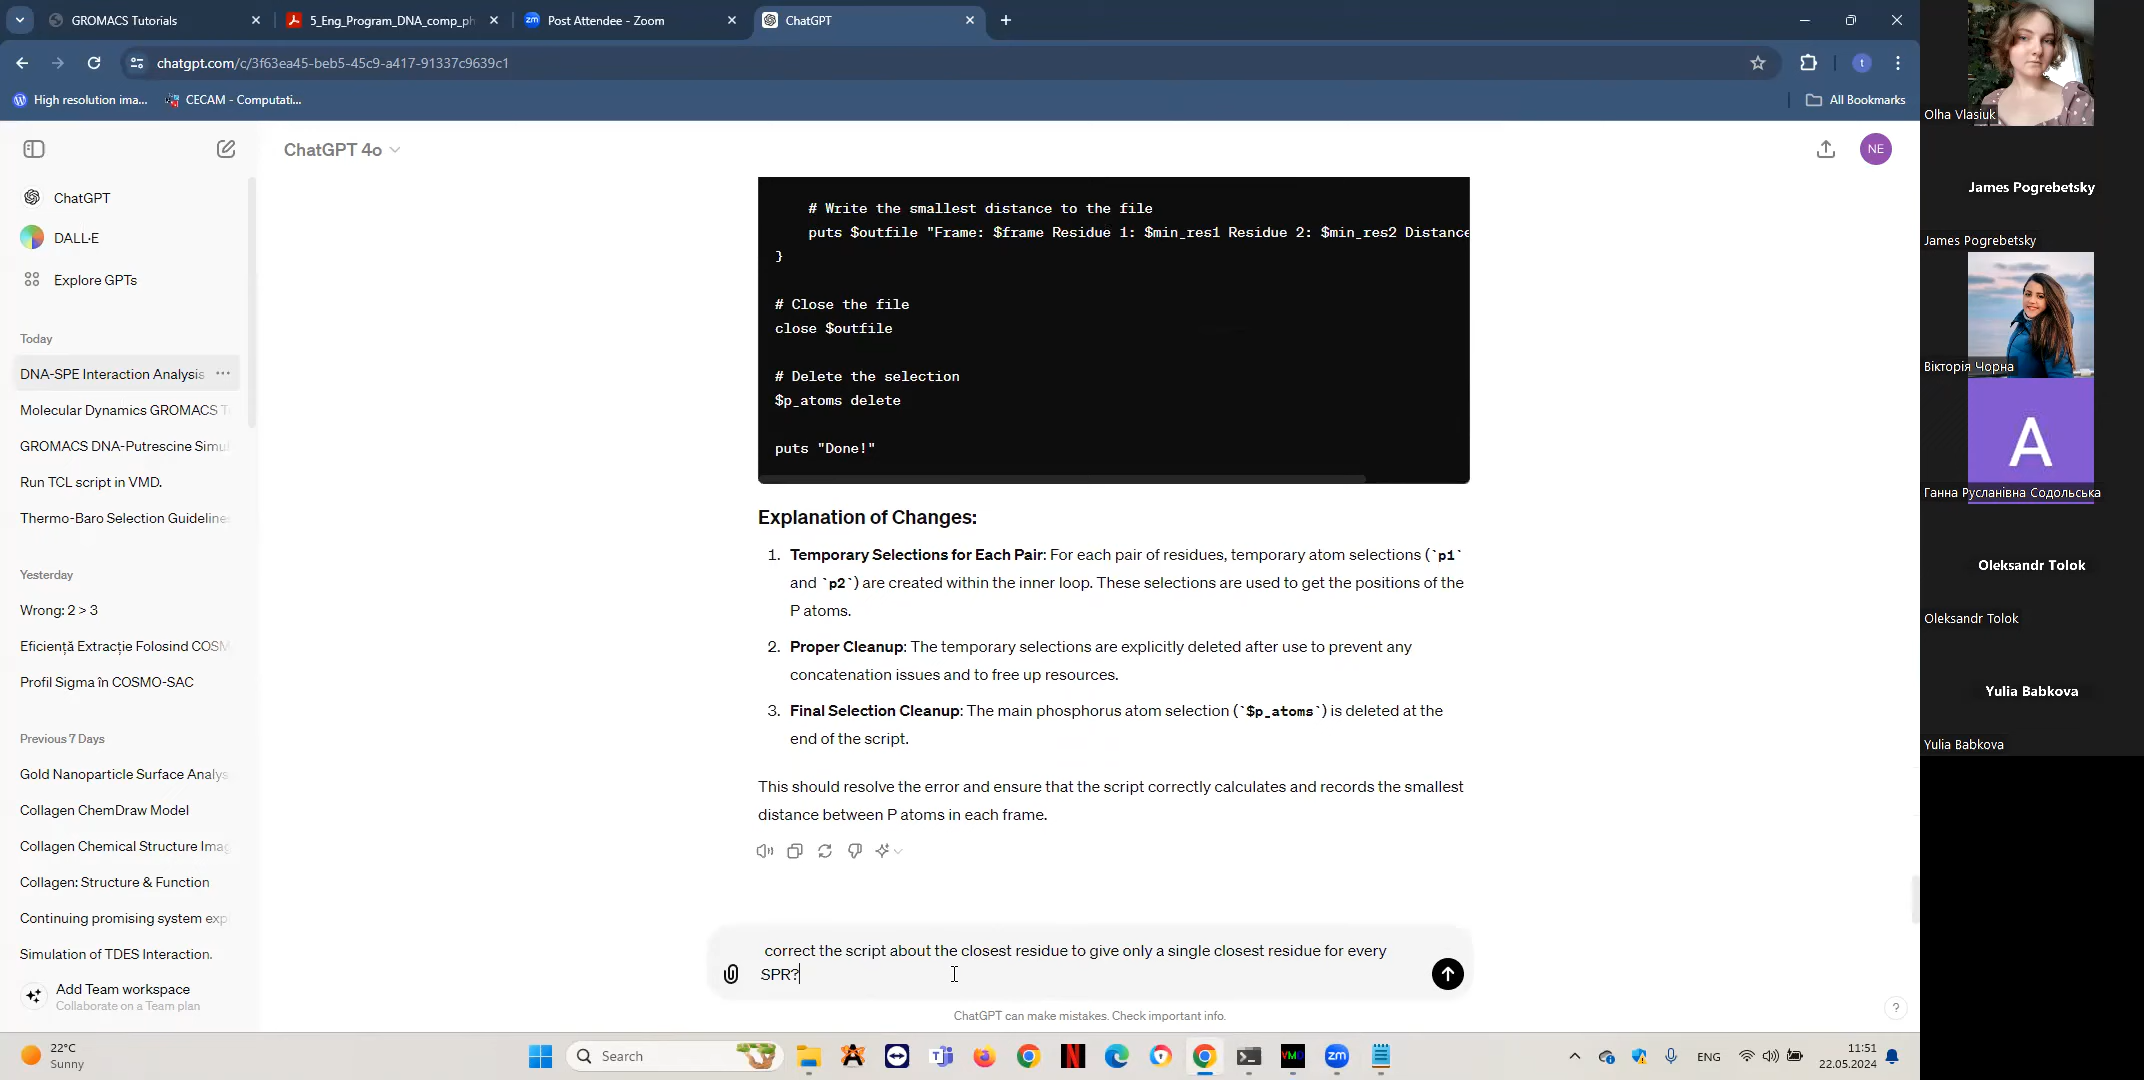 GROMACS Tutorials
5_Eng_Program_DNA_comp_ph
Post Attendee - Zoom
ChatGPT
chatgpt.com/c/3f63ea45-beb5-45c9-a417-91337c9639c1
High resolution ima...
CECAM - Computati...
All Bookmarks
ChatGPT 4o
NE
ChatGPT
DALL·E
Explore GPTs
Today
DNA-SPE Interaction Analysis
Molecular Dynamics GROMACS T
GROMACS DNA-Putrescine Simul
Run TCL script in VMD.
Thermo-Baro Selection Guideline
Yesterday
Wrong: 2 > 3
Eficiență Extracție Folosind COSM
Profil Sigma în COSMO-SAC
Previous 7 Days
Gold Nanoparticle Surface Analys
Collagen ChemDraw Model
Collagen Chemical Structure Imag
Collagen: Structure & Function
Continuing promising system exp
Simulation of TDES Interaction.
Add Team workspace
Collaborate on a Team plan
# Write the smallest distance to the file
puts $outfile "Frame: $frame Residue 1: $min_res1 Residue 2: $min_res2 Distance
}
# Close the file
close $outfile
# Delete the selection
$p_atoms delete
puts "Done!"
Explanation of Changes:
1. Temporary Selections for Each Pair: For each pair of residues, temporary atom selections (`p1`
and `p2`) are created within the inner loop. These selections are used to get the positions of the
P atoms.
2. Proper Cleanup: The temporary selections are explicitly deleted after use to prevent any
concatenation issues and to free up resources.
3. Final Selection Cleanup: The main phosphorus atom selection (`$p_atoms`) is deleted at the
end of the script.
This should resolve the error and ensure that the script correctly calculates and records the smallest
distance between P atoms in each frame.
correct the script about the closest residue to give only a single closest residue for every
SPR?
ChatGPT can make mistakes. Check important info.
?
22°C
Sunny
Search
ENG
11:51
22.05.2024
Olha Vlasiuk
James Pogrebetsky
James Pogrebetsky
Вікторія Чорна
A
Ганна Русланівна Содольська
Oleksandr Tolok
Oleksandr Tolok
Yulia Babkova
Yulia Babkova